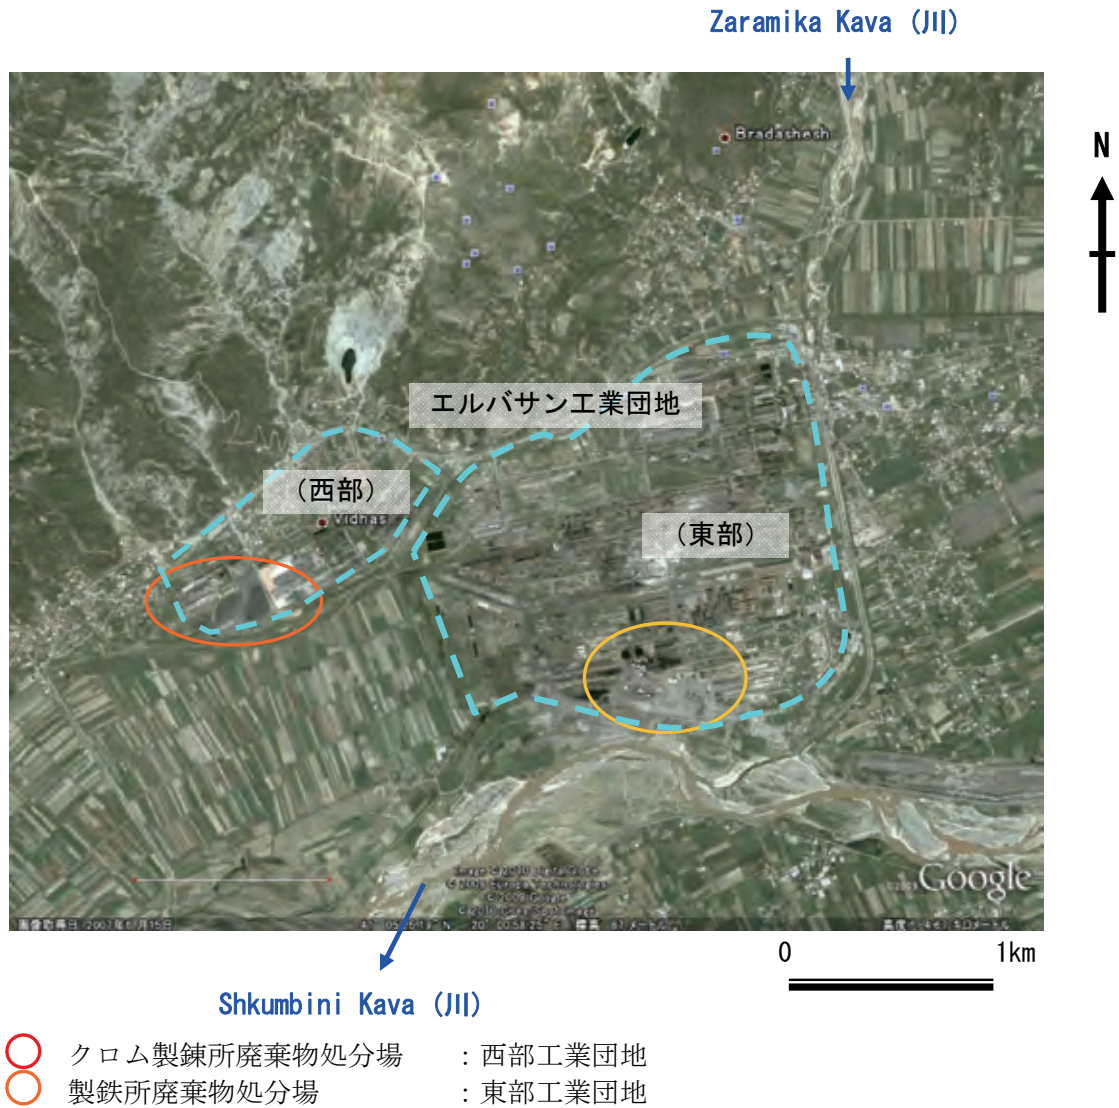 Zaramika Kava (川)
N
Bradashesh
エルバサン工業団地
(西部)
Vidhas
(東部)
Google
0 1km
Shkumbini Kava (川)
クロム製錬所廃棄物処分場 : 西部工業団地
製鉄所廃棄物処分場 : 東部工業団地